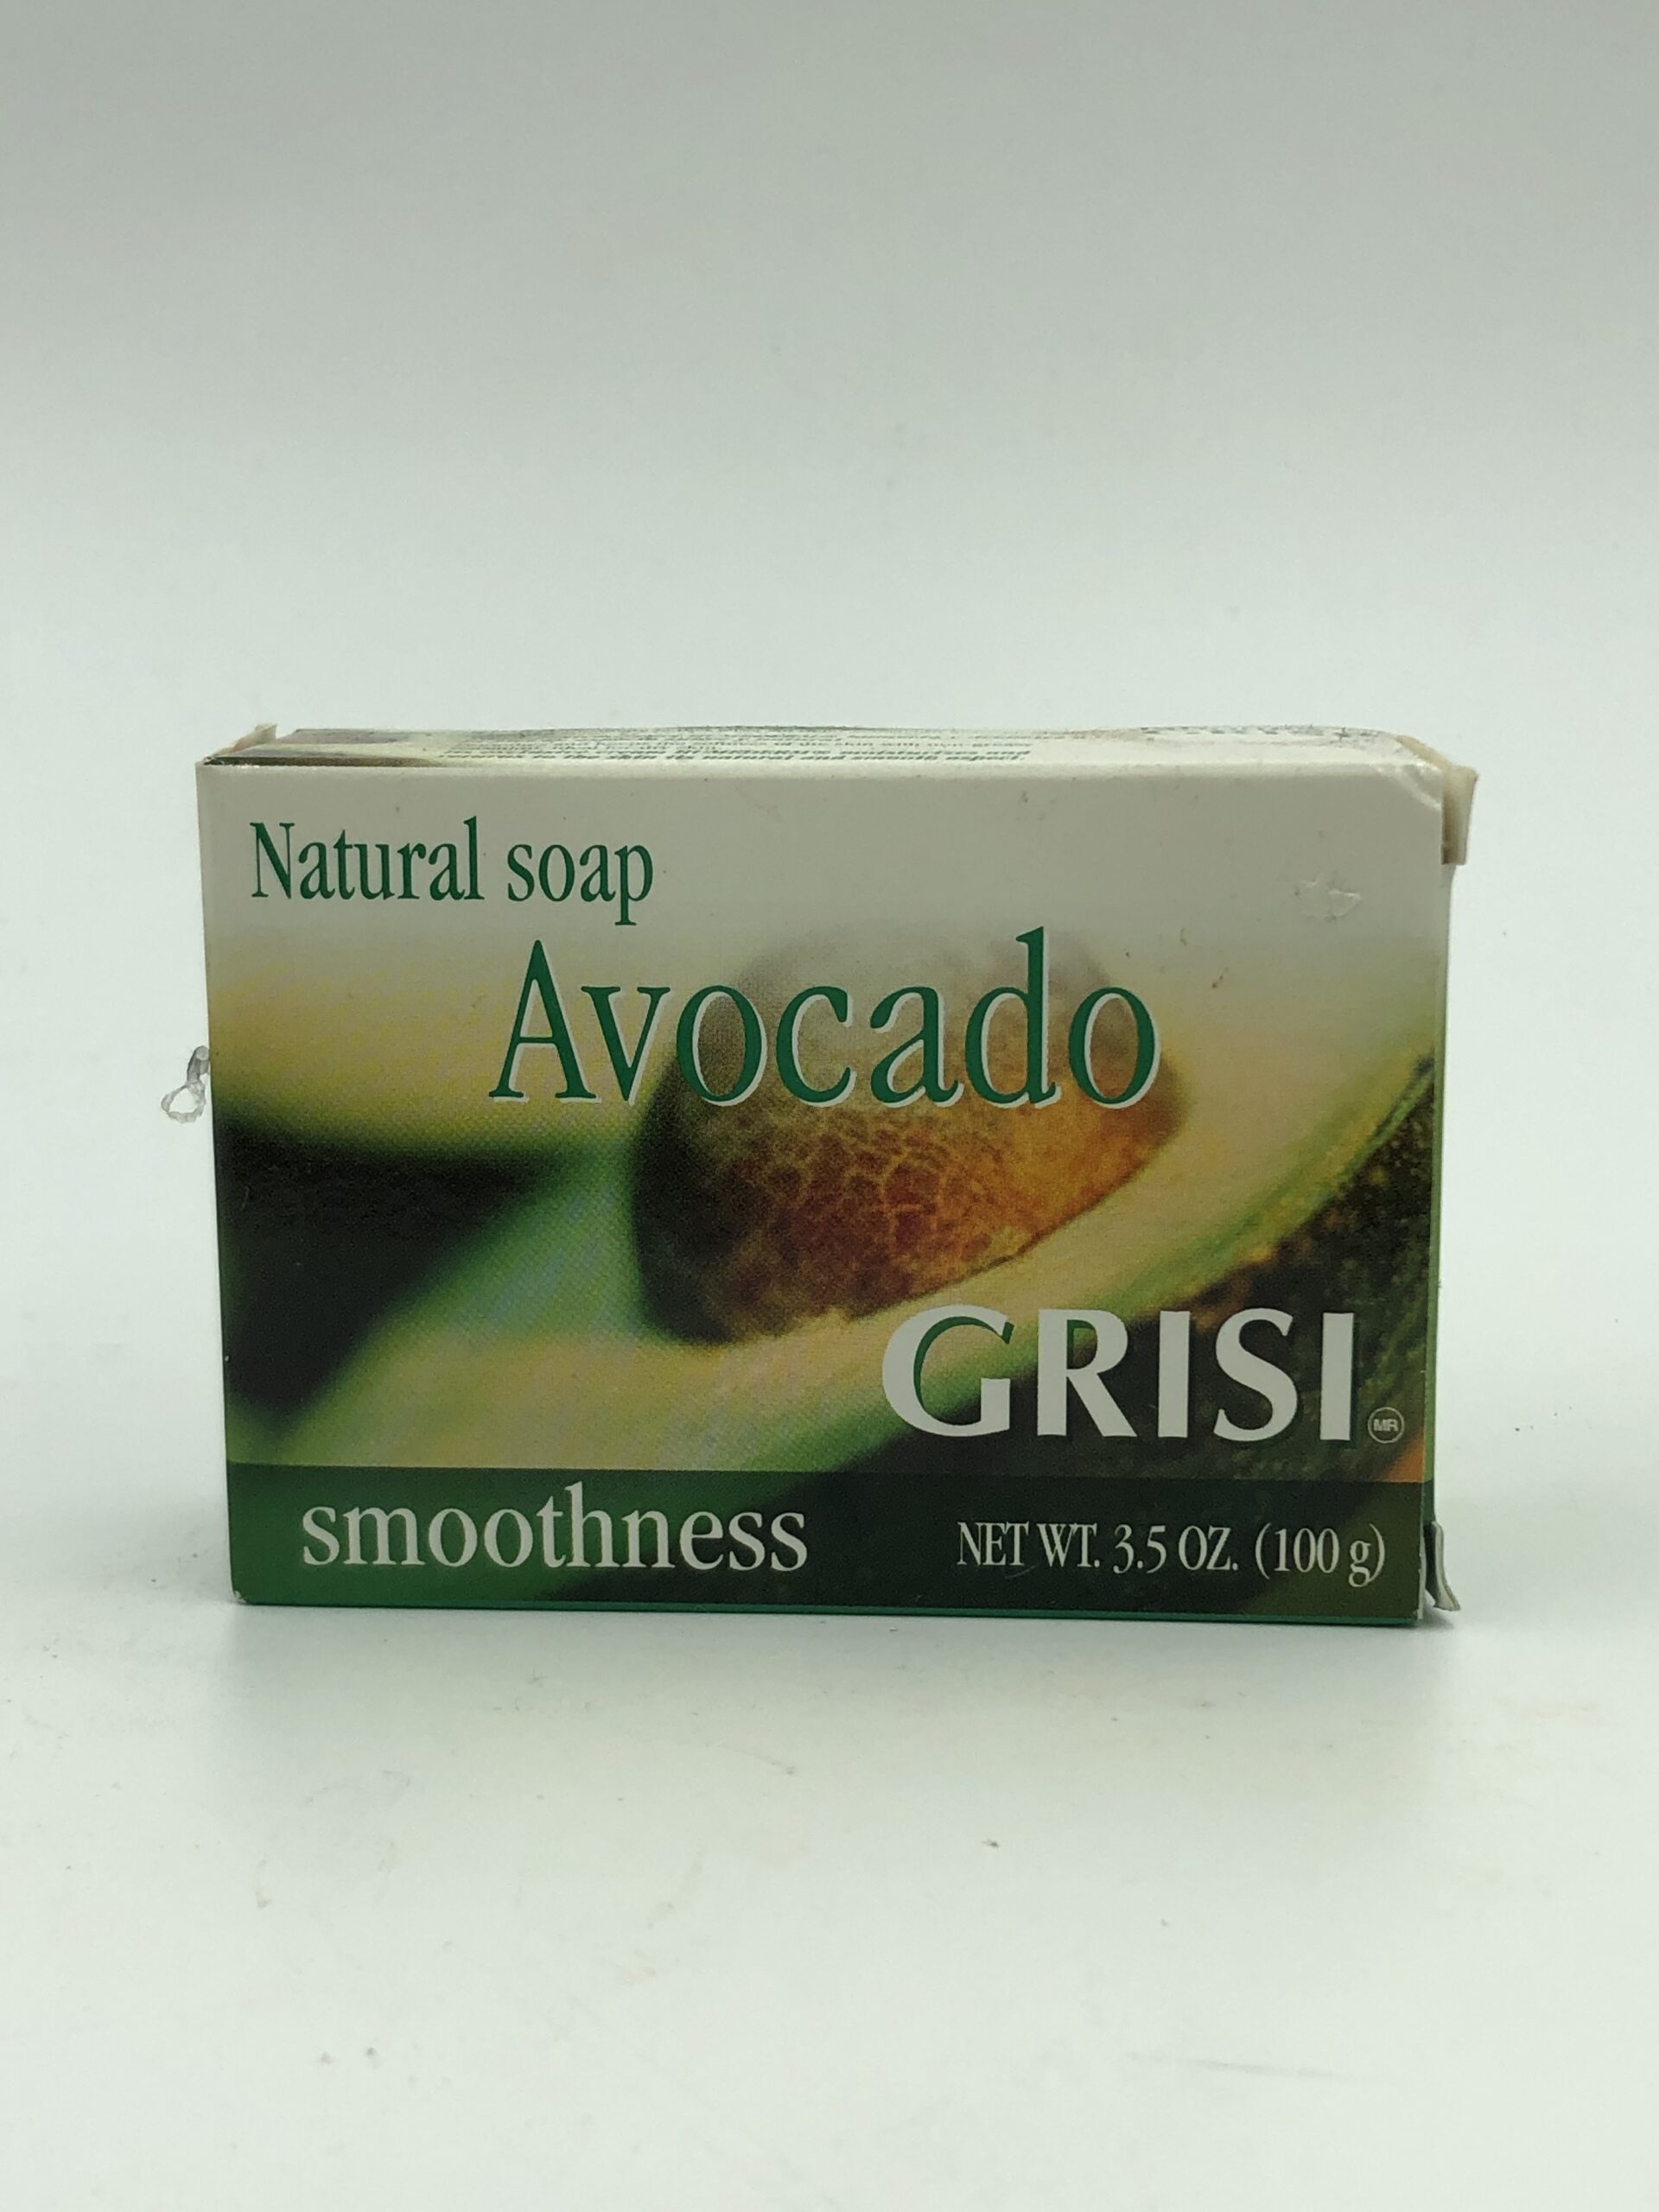 Natural soap
Avocado
GRISI
MR
smoothness
NET WT. 3.5 OZ. (100 g)